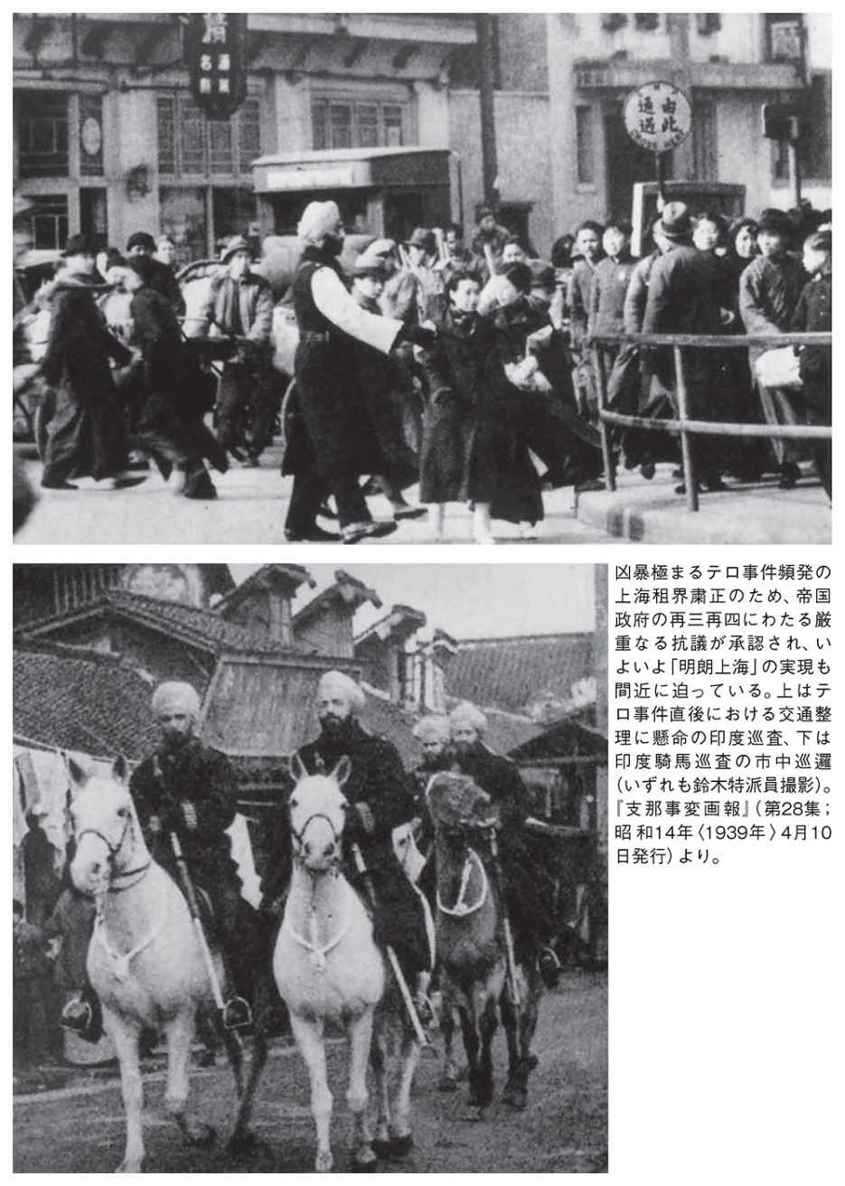 酒
名
由此
通過
CROSS HERE
凶暴極まるテロ事件頻発の
上海租界粛正のため、帝国
政府の再三再四にわたる厳
重なる抗議が承認され、い
よいよ「明朗上海」の実現も
間近に迫っている。上はテ
ロ事件直後における交通整
理に懸命の印度巡査、下は
印度騎馬巡査の市中巡邏
（いずれも鈴木特派員撮影）。
『支那事変画報』（第28集；
昭和14年〈1939年〉4月10
日発行）より。